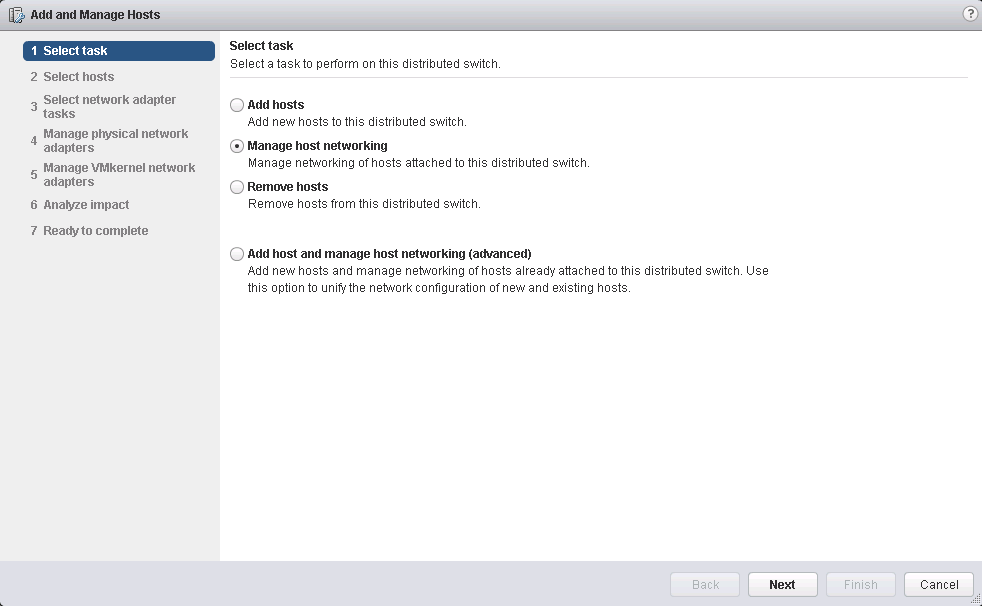 Add and Manage Hosts
?
1 Select task
2 Select hosts
3 Select network adapter
tasks
4 Manage physical network
adapters
5 Manage VMkernel network
adapters
6 Analyze impact
7 Ready to complete
Select task
Select a task to perform on this distributed switch.
Add hosts
Add new hosts to this distributed switch.
Manage host networking
Manage networking of hosts attached to this distributed switch.
Remove hosts
Remove hosts from this distributed switch.
Add host and manage host networking (advanced)
Add new hosts and manage networking of hosts already attached to this distributed switch. Use
this option to unify the network configuration of new and existing hosts.
Back Next Finish Cancel